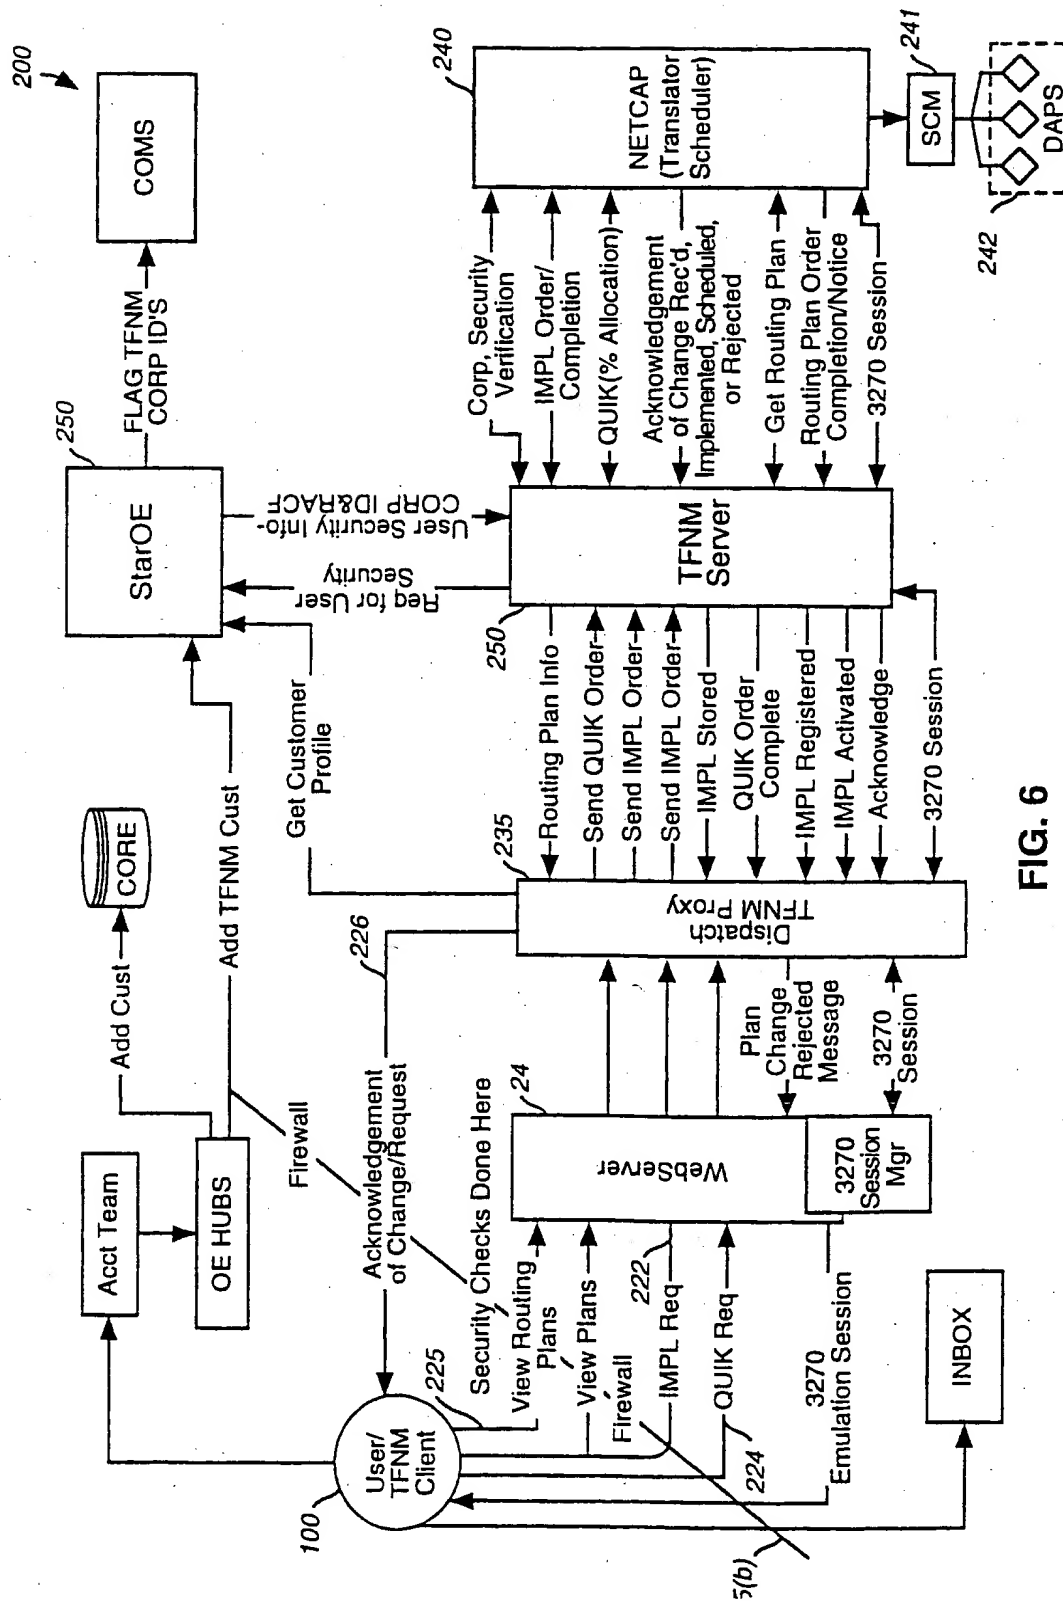 200
COMS
FLAG TFNM
CORP ID'S
250
StarOE
User Security Info-
CORP ID&RACF
Req for User
Security
CORE
Add Cust
Add TFNM Cust
Get Customer
Profile
Acct Team
OE HUBS
Firewall
226
Acknowledgement
of Change/Request
Security Checks Done Here
100
User/
TFNM
Client
225
View Routing
Plans
View Plans
Firewall
222
IMPL Req
QUIK Req
224
3270
Emulation Session
5(b)
INBOX
24
WebServer
3270
Session
Mgr
Plan
Change
Rejected
Message
3270
Session
235
Dispatch
TFNM Proxy
Routing Plan Info
Send QUIK Order
Send IMPL Order
Send IMPL Order
IMPL Stored
QUIK Order
Complete
IMPL Registered
IMPL Activated
Acknowledge
3270 Session
250
TFNM
Server
Corp, Security
Verification
IMPL Order/
Completion
QUIK(% Allocation)
Acknowledgement
of Change Rec'd,
Implemented, Scheduled,
or Rejected
Get Routing Plan
Routing Plan Order
Completion/Notice
3270 Session
240
NETCAP
(Translator
Scheduler)
241
SCM
242
DAPS
FIG. 6